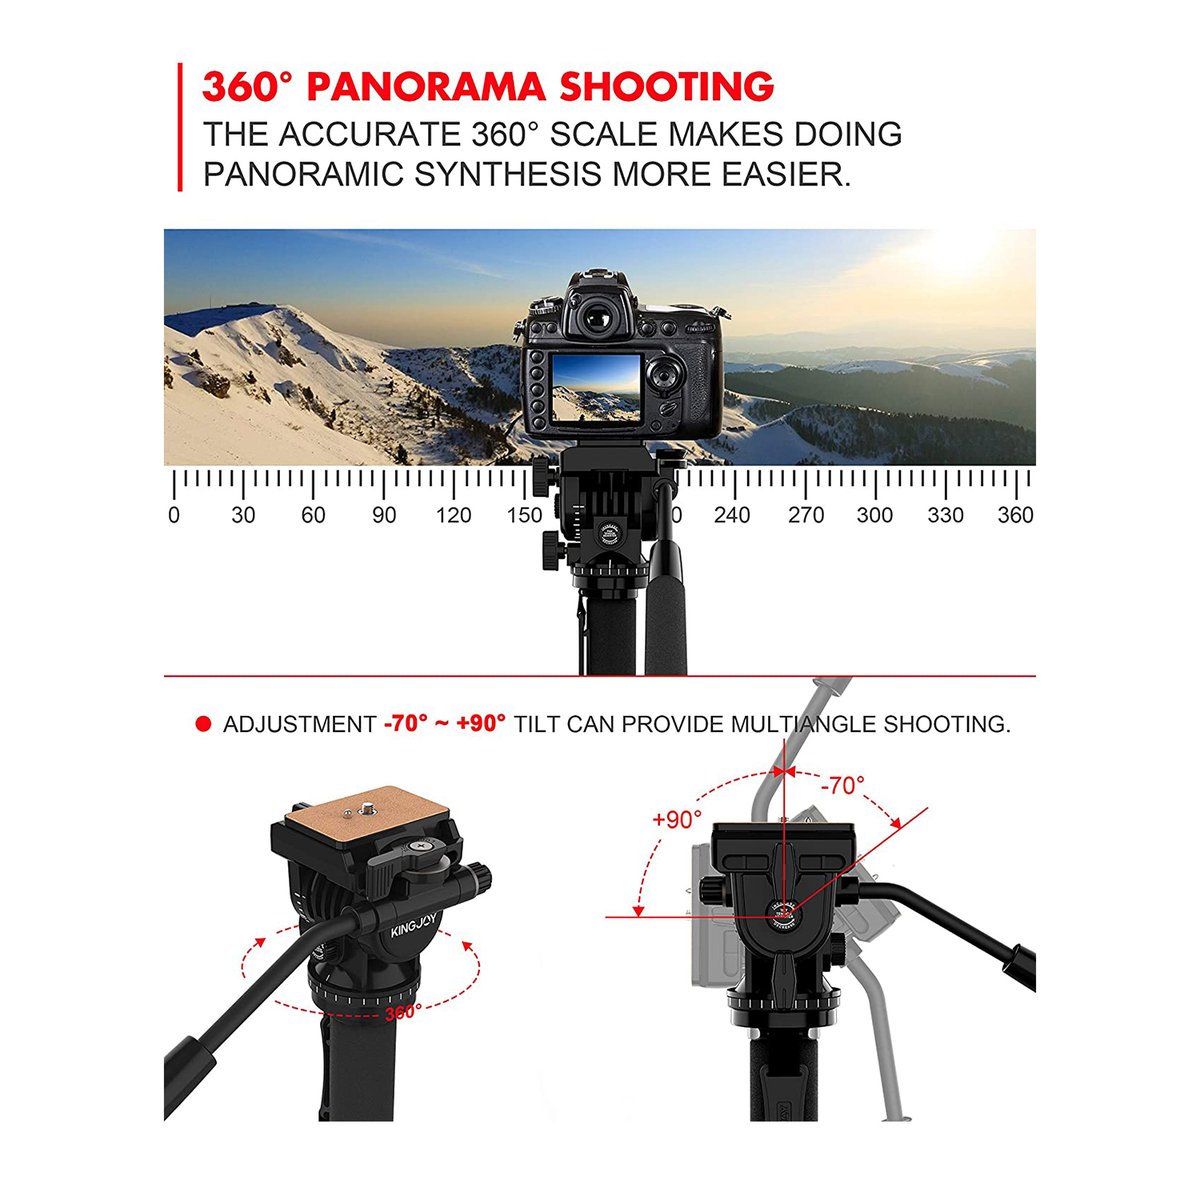 360° PANORAMA SHOOTING
THE ACCURATE 360° SCALE MAKES DOING
PANORAMIC SYNTHESIS MORE EASIER.
0 30 60 90 120 150 0 240 270 300 330 360
● ADJUSTMENT -70° ~ +90° TILT CAN PROVIDE MULTIANGLE SHOOTING.
-70°
+90°
KINGJOY
360°